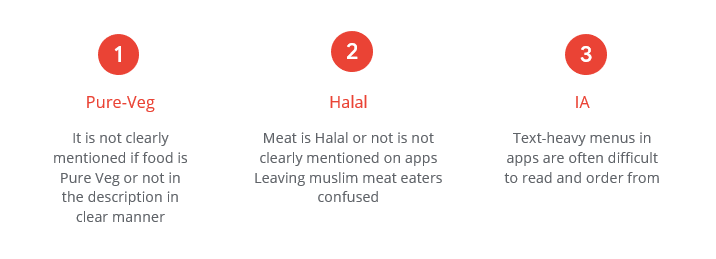 1
Pure-Veg
It is not clearly
mentioned if food is
Pure Veg or not in
the description in
clear manner
2
Halal
Meat is Halal or not is not
clearly mentioned on apps
Leaving muslim meat eaters
confused
3
IA
Text-heavy menus in
apps are often difficult
to read and order from